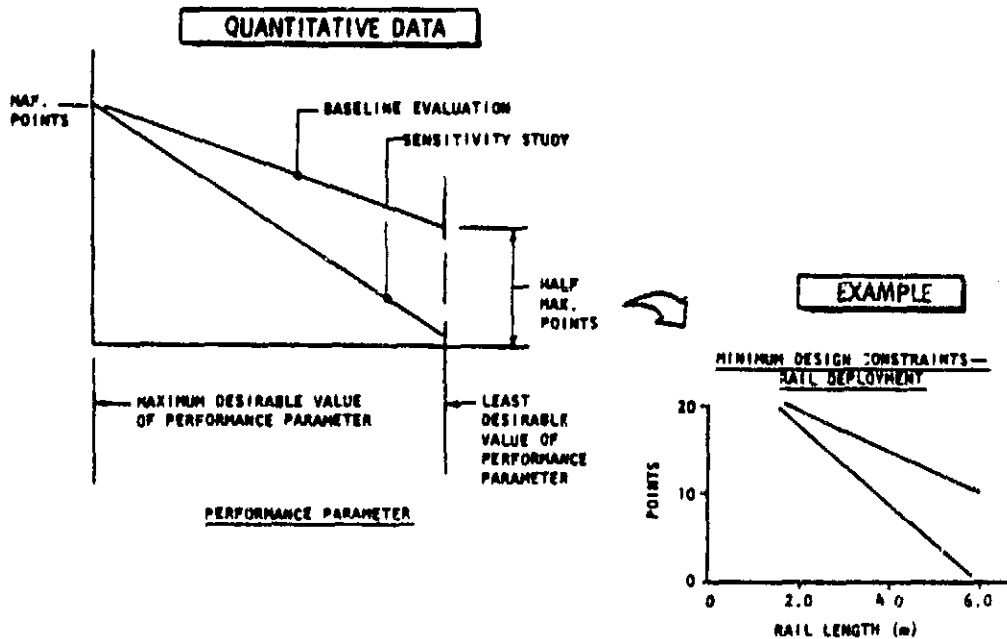 QUANTITATIVE DATA
MAX.
POINTS
BASELINE EVALUATION
SENSITIVITY STUDY
HALF
MAX.
POINTS
MAXIMUM DESIRABLE VALUE
OF PERFORMANCE PARAMETER
LEAST
DESIRABLE
VALUE OF
PERFORMANCE
PARAMETER
PERFORMANCE PARAMETER
EXAMPLE
MINIMUM DESIGN CONSTRAINTS—
RAIL DEPLOYMENT
20
10
0
POINTS
0 2.0 4 0 6.0
RAIL LENGTH (m)